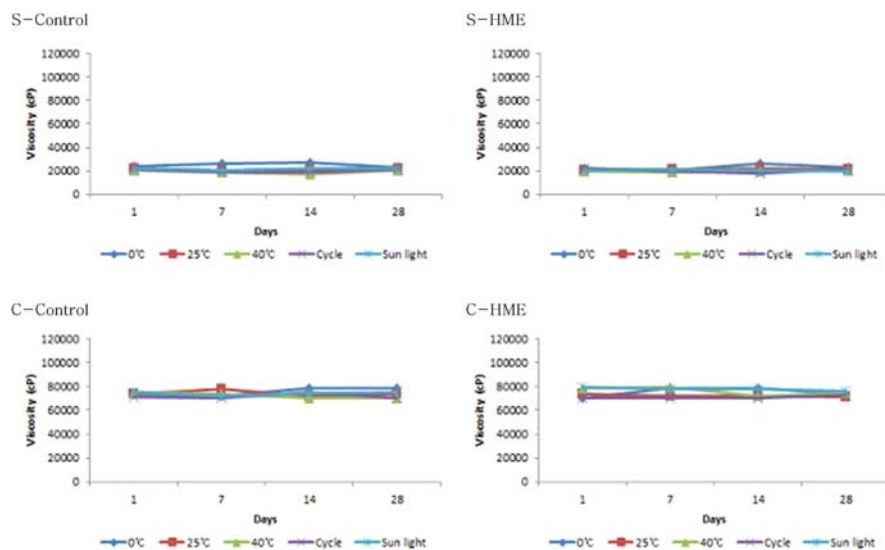 S-Control
120000
100000
80000
60000
40000
20000
0
Viscosity (cP)
1 7 14 28
Days
0℃ 25℃ 40℃ Cycle Sun light
S-HME
120000
100000
80000
60000
40000
20000
0
Viscosity (cP)
1 7 14 28
Days
0℃ 25℃ 40℃ Cycle Sun light
C-Control
120000
100000
80000
60000
40000
20000
0
Viscosity (cP)
1 7 14 28
Days
0℃ 25℃ 40℃ Cycle Sun light
C-HME
120000
100000
80000
60000
40000
20000
0
Viscosity (cP)
1 7 14 28
Days
0℃ 25℃ 40℃ Cycle Sun light